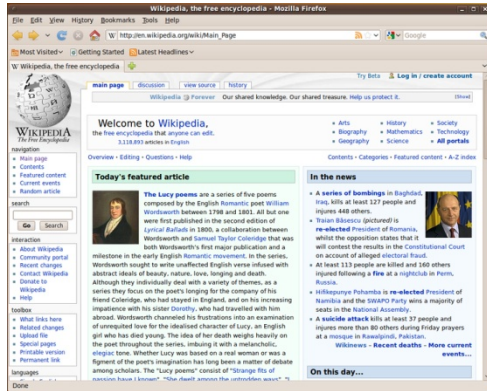 Wikipedia, the free encyclopedia - Mozilla Firefox
File Edit View History Bookmarks Tools Help
http://en.wikipedia.org/wiki/Main_Page
Google
Most Visited Getting Started Latest Headlines
W Wikipedia, the free encyclopedia
Try Beta Log in / create account
main page discussion view source history
Wikipedia Forever Our shared knowledge. Our shared treasure. Help us protect it. [Show]
WIKIPEDIA
The Free Encyclopedia
navigation
Main page
Contents
Featured content
Current events
Random article
search
Go Search
interaction
About Wikipedia
Community portal
Recent changes
Contact Wikipedia
Donate to
Wikipedia
Help
toolbox
What links here
Related changes
Upload file
Special pages
Printable version
Permanent link
languages
Welcome to Wikipedia,
the free encyclopedia that anyone can edit.
3,118,893 articles in English
Arts
Biography
Geography
History
Mathematics
Science
Society
Technology
All portals
Overview · Editing · Questions · Help
Contents · Categories · Featured content · A–Z index
Today's featured article
The Lucy poems are a series of five poems
composed by the English Romantic poet William
Wordsworth between 1798 and 1801. All but one
were first published in the second edition of
Lyrical Ballads in 1800, a collaboration between
Wordsworth and Samuel Taylor Coleridge that was
both Wordsworth's first major publication and a
milestone in the early English Romantic movement. In the series,
Wordsworth sought to write unaffected English verse infused with
abstract ideals of beauty, nature, love, longing and death.
Although they individually deal with a variety of themes, as a
series they focus on the poet's longing for the company of his
friend Coleridge, who had stayed in England, and on his increasing
impatience with his sister Dorothy, who had travelled with him
abroad. Wordsworth channeled his frustrations into an examination
of unrequited love for the idealised character of Lucy, an English
girl who has died young. The idea of her death weighs heavily on
the poet throughout the series, imbuing it with a melancholic,
elegiac tone. Whether Lucy was based on a real woman or was a
figment of the poet's imagination has long been a matter of debate
among scholars. The "Lucy poems" consist of "Strange fits of
passion have I known", "She dwelt among the untrodden ways", "I
In the news
A series of bombings in Baghdad,
Iraq, kills at least 127 people and
injures 448 others.
Traian Băsescu (pictured) is
re-elected President of Romania,
whilst the opposition states that it
will contest the results in the Constitutional Court
on account of alleged electoral fraud.
At least 113 people are killed and 160 others
injured following a fire at a nightclub in Perm,
Russia.
Hifikepunye Pohamba is re-elected President of
Namibia and the SWAPO Party wins a majority of
seats in the National Assembly.
A suicide attack kills at least 37 people and
injures more than 80 others during Friday prayers
at a mosque in Rawalpindi, Pakistan.
Wikinews - Recent deaths - More current
events...
On this day...
Done